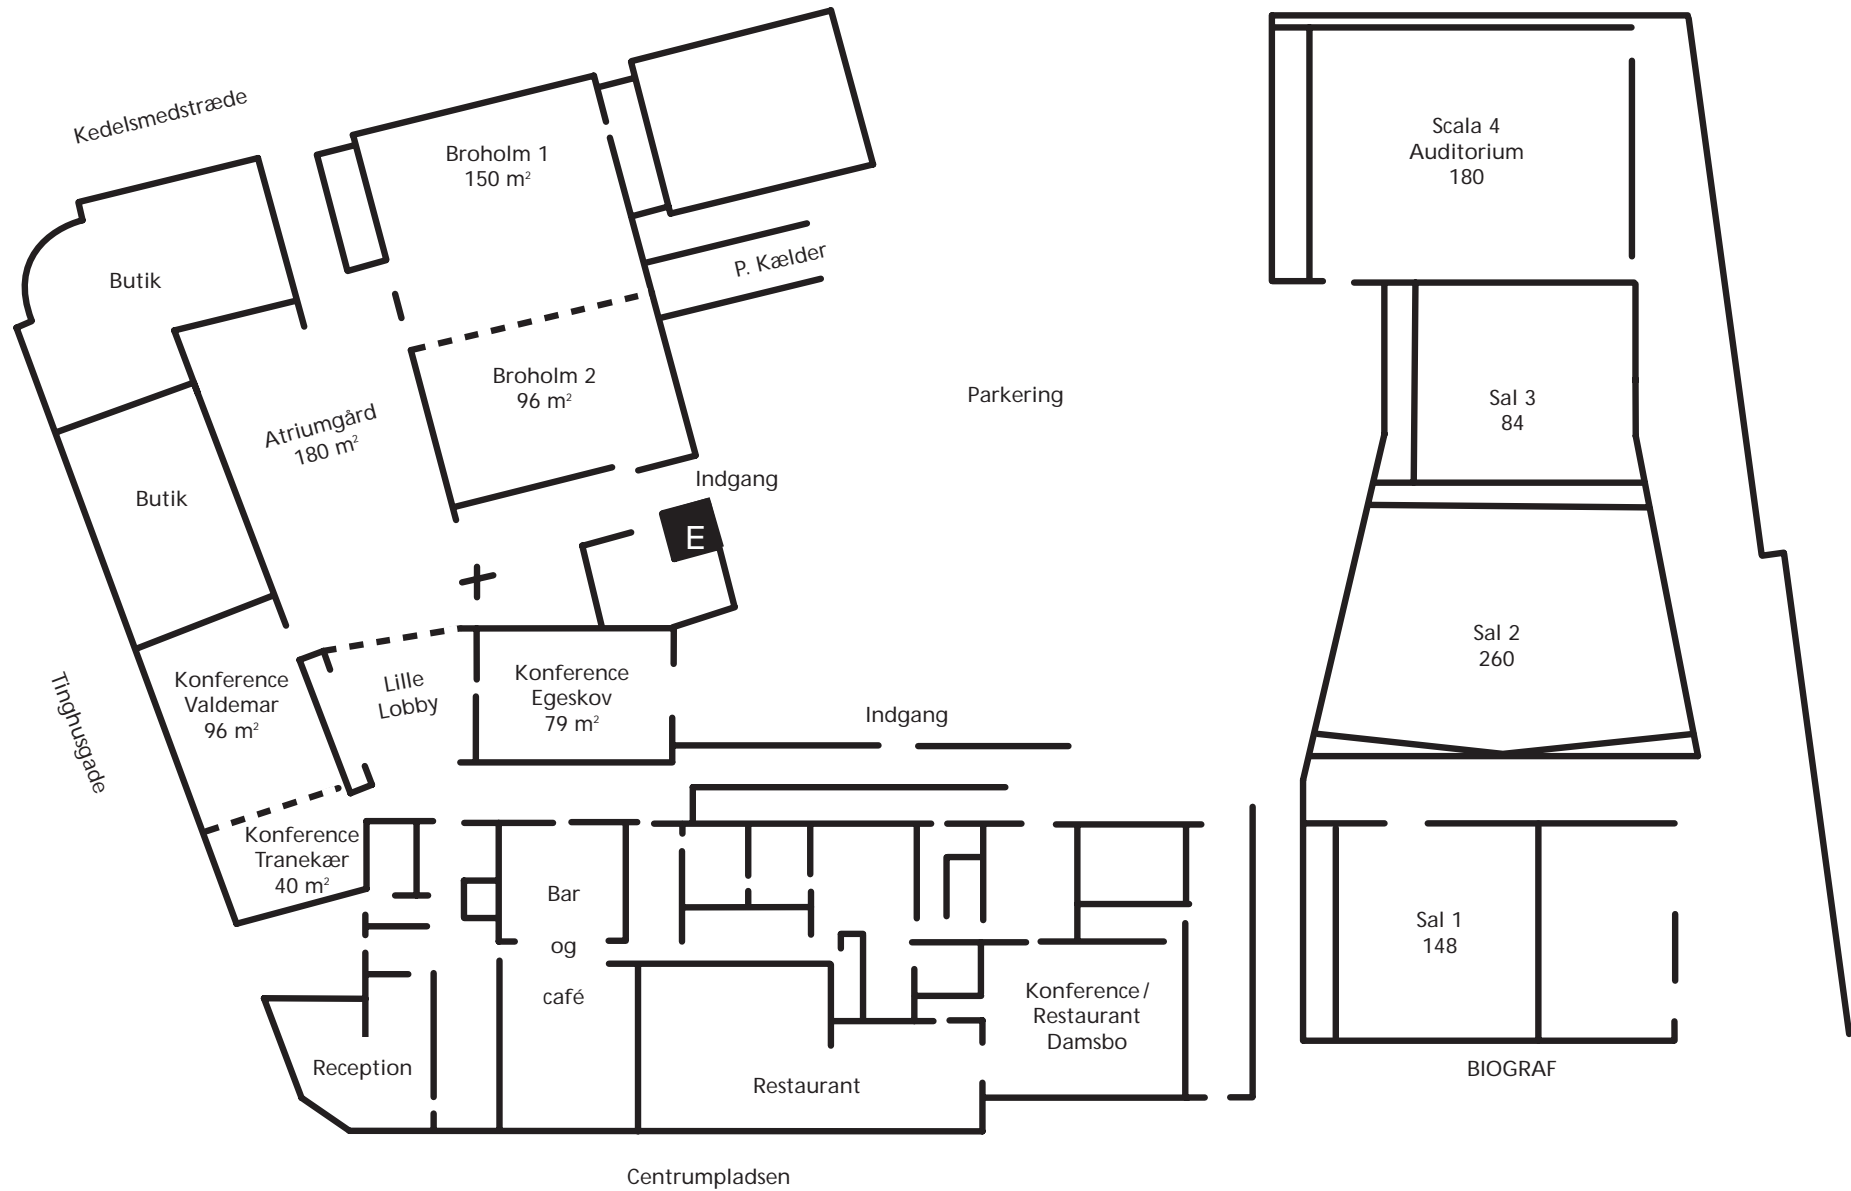 Kedelsmedstræde
Broholm 1
150 m²
Butik
P. Kælder
Broholm 2
96 m²
Atriumgård
180 m²
Butik
Parkering
Indgang
E
Konference
Valdemar
96 m²
Lille
Lobby
Konference
Egeskov
79 m²
Tinghusgade
Indgang
Konference
Tranekær
40 m²
Bar
og
café
Reception
Restaurant
Konference/
Restaurant
Damsbo
Centrumpladsen
Scala 4
Auditorium
180
Sal 3
84
Sal 2
260
Sal 1
148
BIOGRAF